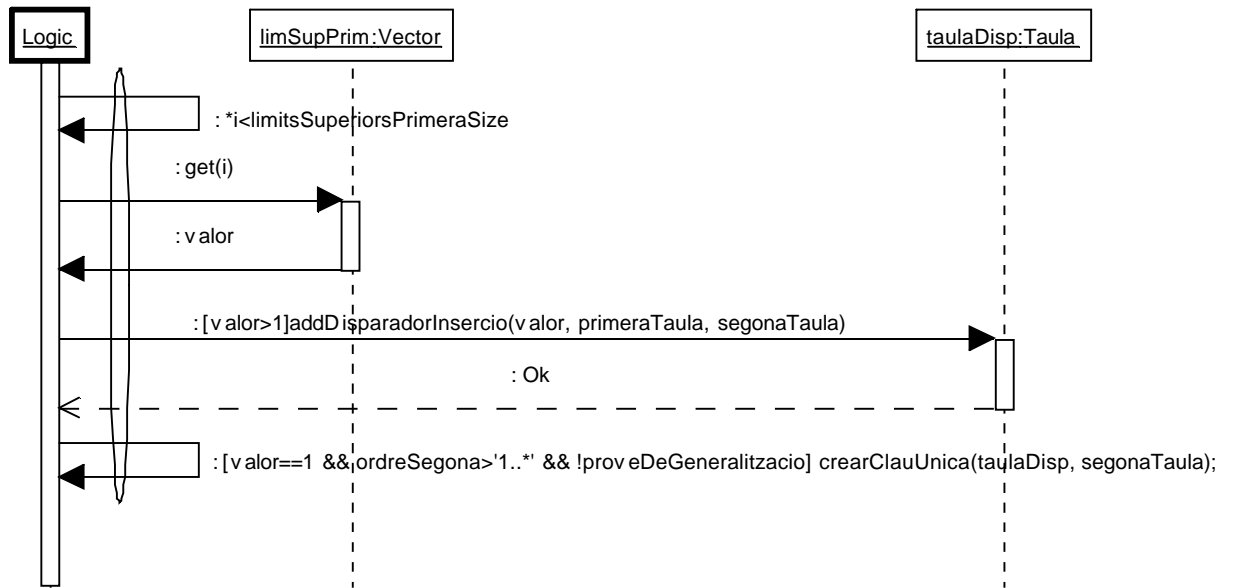 Logic
limSupPrim:Vector
taulaDisp:Taula
: *i<limitsSuperiorsPrimeraSize
: get(i)
: valor
: [valor>1]addDisparadorInsercio(valor, primeraTaula, segonaTaula)
: Ok
: [valor==1 && ordreSegona>'1..*' && !proveDeGeneralitzacio] crearClauUnica(taulaDisp, segonaTaula);